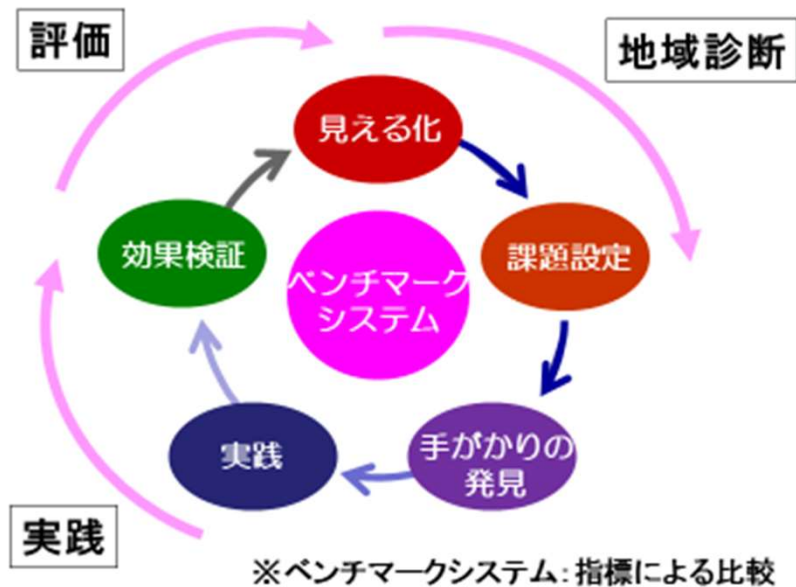 評価
地域診断
見える化
効果検証
課題設定
ベンチマーク
システム
実践
手がかりの
発見
実践
※ベンチマークシステム：指標による比較